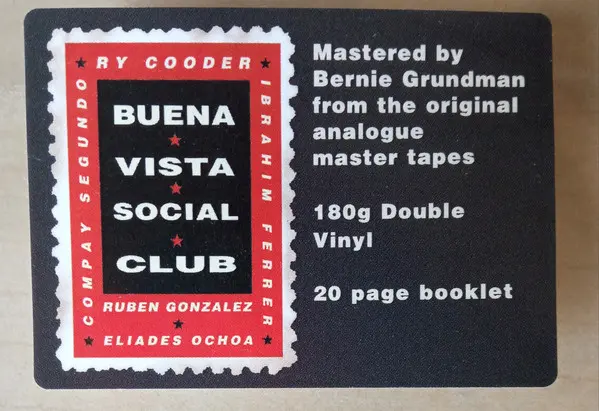 RY COODER
COMPAY SEGUNDO
IBRAHIM FERRER
BUENA
VISTA
SOCIAL
CLUB
RUBEN GONZALEZ
ELIADES OCHOA
Mastered by
Bernie Grundman
from the original
analogue
master tapes
180g Double
Vinyl
20 page booklet